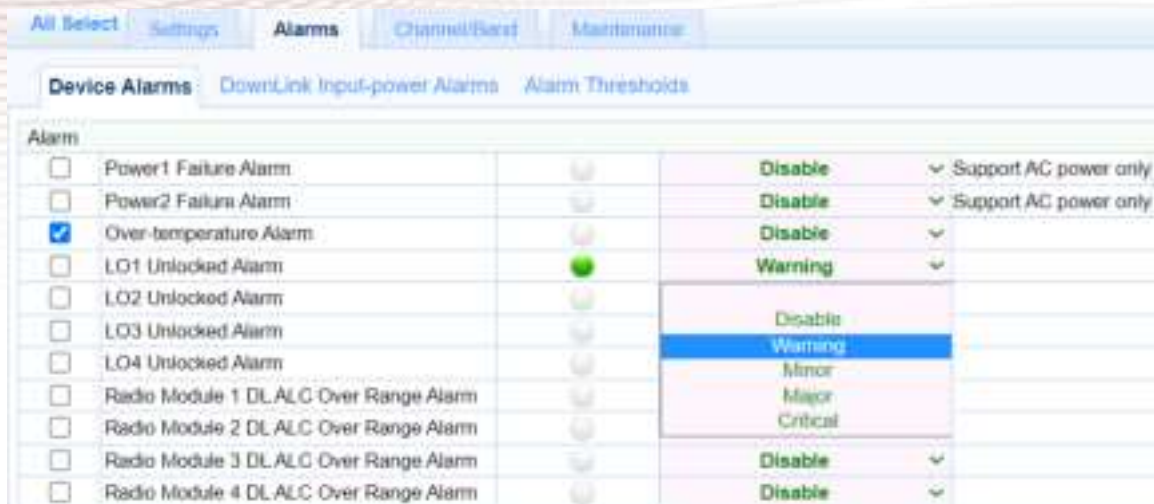 All Select Settings Alarms Channel/Band Maintenance
Device Alarms DownLink Input-power Alarms Alarm Thresholds
Alarm
Power1 Failure Alarm Disable Support AC power only
Power2 Failure Alarm Disable Support AC power only
Over-temperature Alarm Disable
LO1 Unlocked Alarm Warning
LO2 Unlocked Alarm
Disable
LO3 Unlocked Alarm
Warning
LO4 Unlocked Alarm
Minor
Radio Module 1 DL ALC Over Range Alarm
Major
Radio Module 2 DL ALC Over Range Alarm
Critical
Radio Module 3 DL ALC Over Range Alarm Disable
Radio Module 4 DL ALC Over Range Alarm Disable